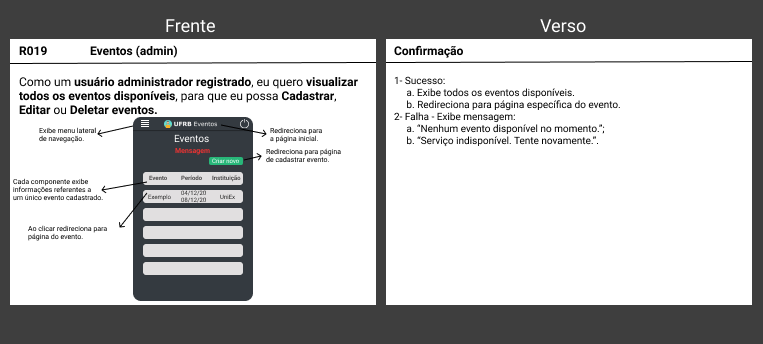 Frente
R019 Eventos (admin)
Como um usuário administrador registrado, eu quero visualizar
todos os eventos disponíveis, para que eu possa Cadastrar,
Editar ou Deletar eventos.
Exibe menu lateral
de navegação.
UFRB Eventos
Redireciona para
a página inicial.
Eventos
Mensagem
Criar novo
Redireciona para página
de cadastrar evento.
Evento Período Instituição
Cada componente exibe
informações referentes a
um único evento cadastrado.
Exemplo 04/12/20 08/12/20 UniEx
Ao clicar redireciona para
página do evento.
Verso
Confirmação
1- Sucesso:
a. Exibe todos os eventos disponíveis.
b. Redireciona para página específica do evento.
2- Falha - Exibe mensagem:
a. “Nenhum evento disponível no momento.”;
b. “Serviço indisponível. Tente novamente.”.